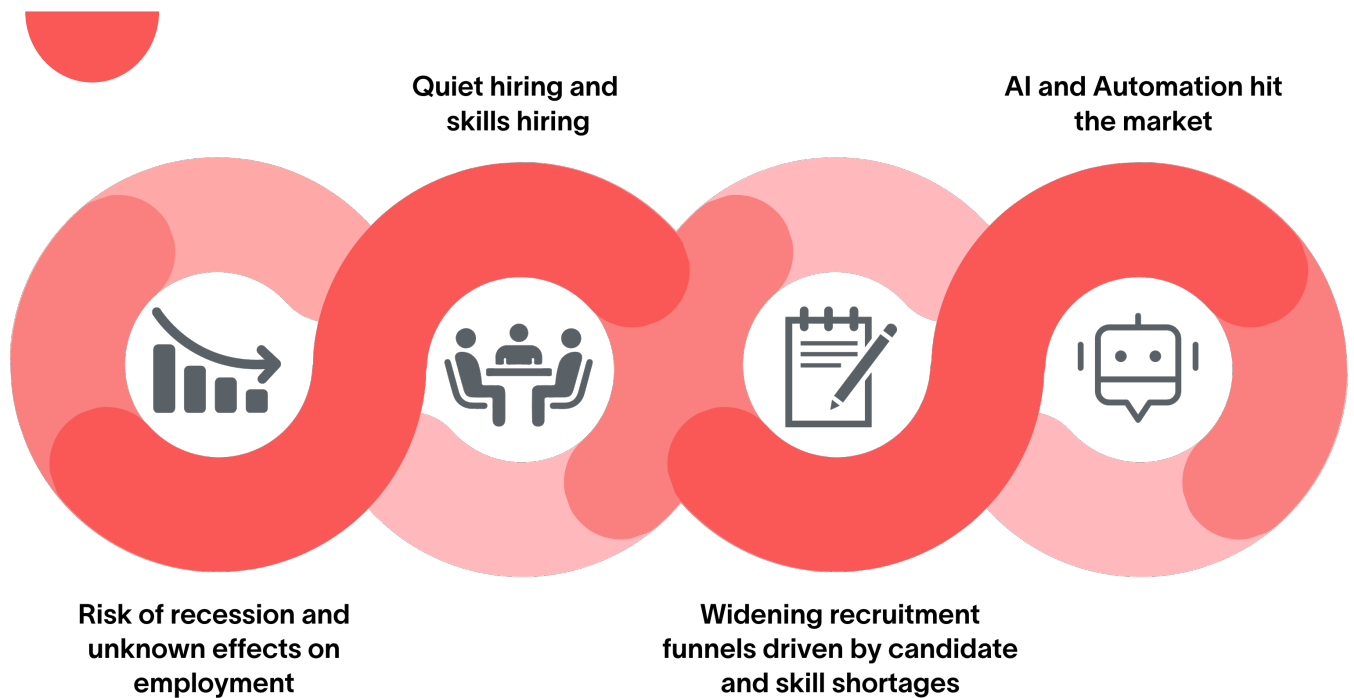 Quiet hiring and
skills hiring
AI and Automation hit
the market
Risk of recession and
unknown effects on
employment
Widening recruitment
funnels driven by candidate
and skill shortages